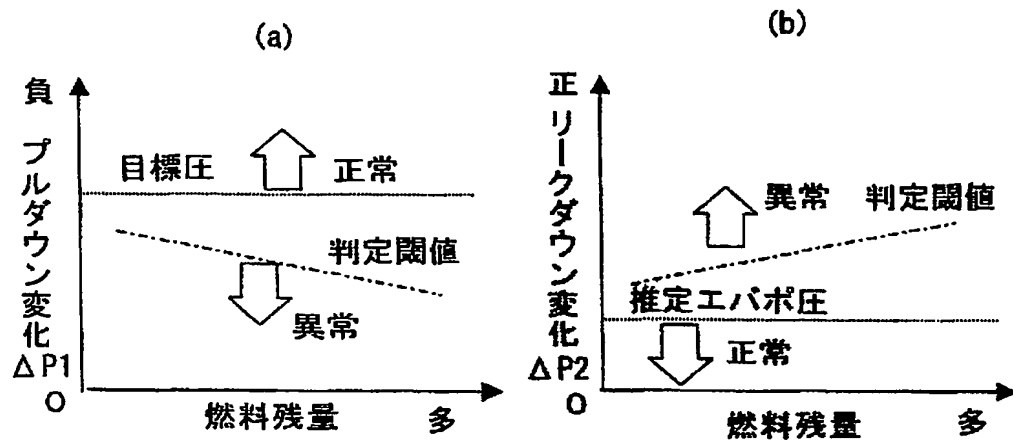 (a)
負
プルダウン変化
ΔP1
O
目標圧
正常
判定閾値
異常
燃料残量
多
(b)
正
リークダウン変化
ΔP2
O
異常
判定閾値
推定エバポ圧
正常
燃料残量
多